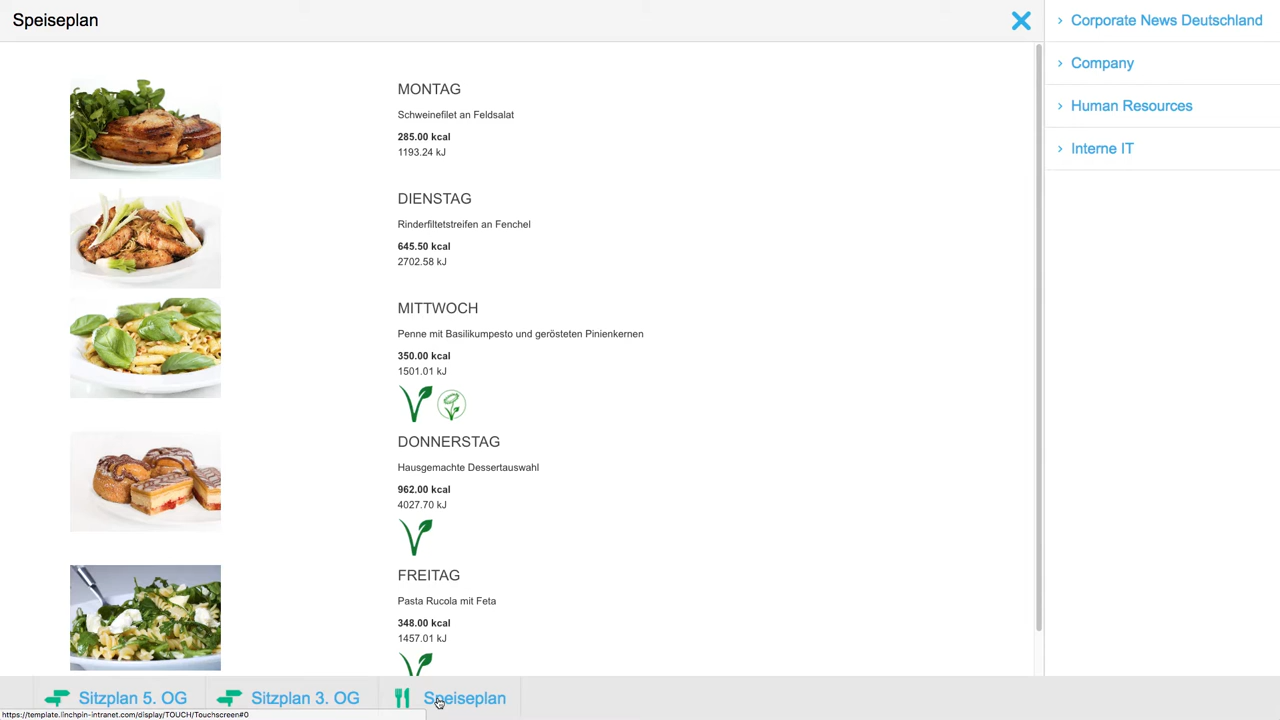 Speiseplan
Corporate News Deutschland
Company
Human Resources
Interne IT
MONTAG
Schweinefilet an Feldsalat
285.00 kcal
1193.24 kJ
DIENSTAG
Rinderfiltetstreifen an Fenchel
645.50 kcal
2702.58 kJ
MITTWOCH
Penne mit Basilikumpesto und gerösteten Pinienkernen
350.00 kcal
1501.01 kJ
DONNERSTAG
Hausgemachte Dessertauswahl
962.00 kcal
4027.70 kJ
FREITAG
Pasta Rucola mit Feta
348.00 kcal
1457.01 kJ
Sitzplan 5. OG
Sitzplan 3. OG
Speiseplan
https://template.linchpin-intranet.com/display/TOUCH/Touchscreen#0